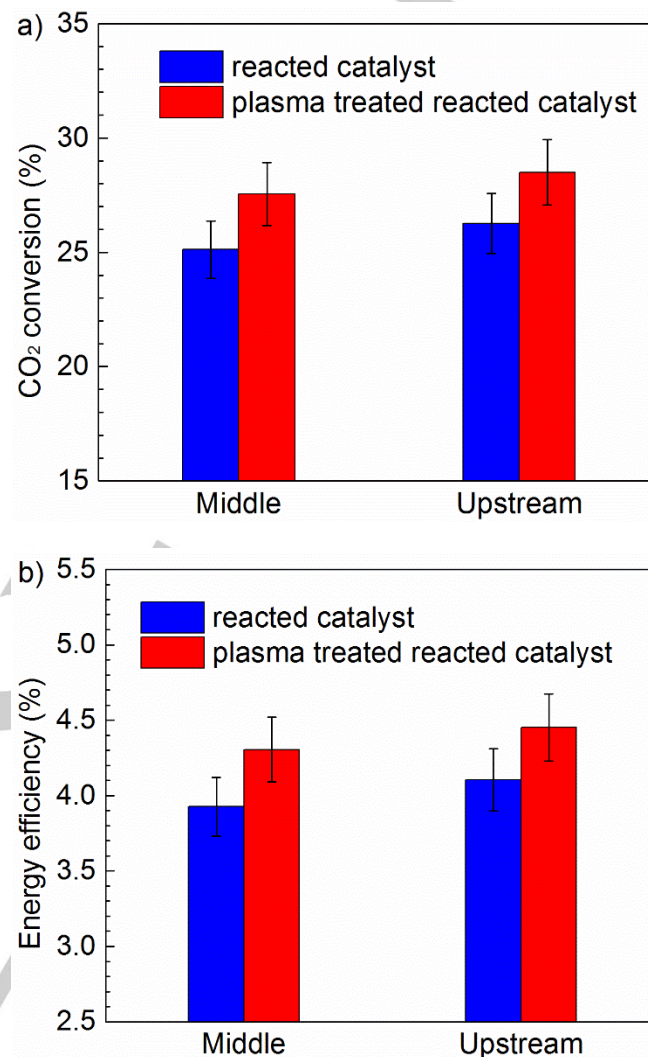 a)
35
30
25
20
15
CO₂ conversion (%)
reacted catalyst
plasma treated reacted catalyst
Middle Upstream
b)
5.5
5.0
4.5
4.0
3.5
3.0
2.5
Energy efficiency (%)
reacted catalyst
plasma treated reacted catalyst
Middle Upstream